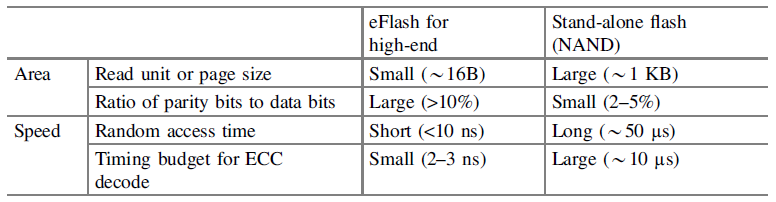 eFlash for Stand-alone flash
high-end (NAND)
Area Read unit or page size Small (∼16B) Large (∼1 KB)
Ratio of parity bits to data bits Large (>10%) Small (2–5%)
Speed Random access time Short (<10 ns) Long (∼50 μs)
Timing budget for ECC Small (2–3 ns) Large (∼10 μs)
decode